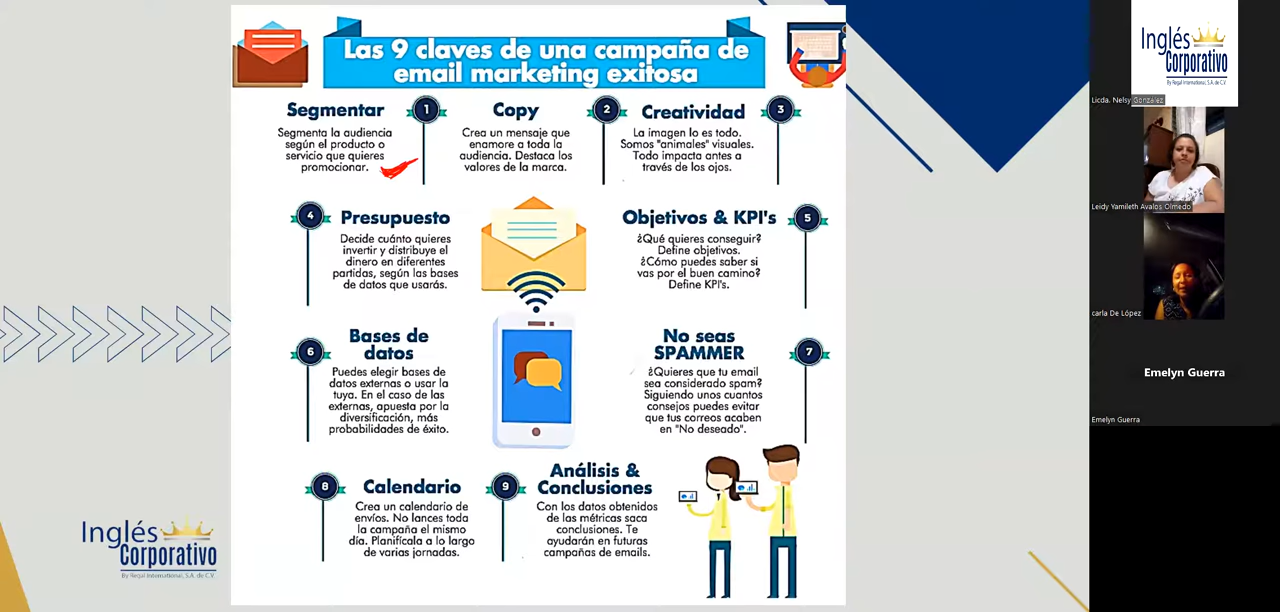 Las 9 claves de una campaña de
email marketing exitosa
Segmentar
1
Segmenta la audiencia
según el producto o
servicio que quieres
promocionar.
Copy
2
Crea un mensaje que
enamore a toda la
audiencia. Destaca los
valores de la marca.
Creatividad
3
La imagen lo es todo.
Somos "animales" visuales.
Todo impacta antes a
través de los ojos.
4
Presupuesto
Decide cuánto quieres
invertir y distribuye el
dinero en diferentes
partidas, según las bases
de datos que usarás.
Objetivos & KPI's
5
¿Qué quieres conseguir?
Define objetivos.
¿Cómo puedes saber si
vas por el buen camino?
Define KPI's.
6
Bases de
datos
Puedes elegir bases de
datos externas o usar la
tuya. En el caso de las
externas, apuesta por la
diversificación, más
probabilidades de éxito.
No seas
SPAMMER
7
¿Quieres que tu email
sea considerado spam?
Siguiendo unos cuantos
consejos puedes evitar
que tus correos acaben
en "No deseado".
8
Calendario
Crea un calendario de
envíos. No lances toda
la campaña el mismo
día. Planifícala a lo largo
de varias jornadas.
9
Análisis &
Conclusiones
Con los datos obtenidos
de las métricas saca
conclusiones. Te
ayudarán en futuras
campañas de emails.
Inglés
Corporativo
By Regal International, S.A. de C.V.
Inglés
Corporativo
By Regal International, S.A. de C.V.
Licda. Nelsy González
Leidy Yamileth Avalos Olmedo
carla De López
Emelyn Guerra
Emelyn Guerra